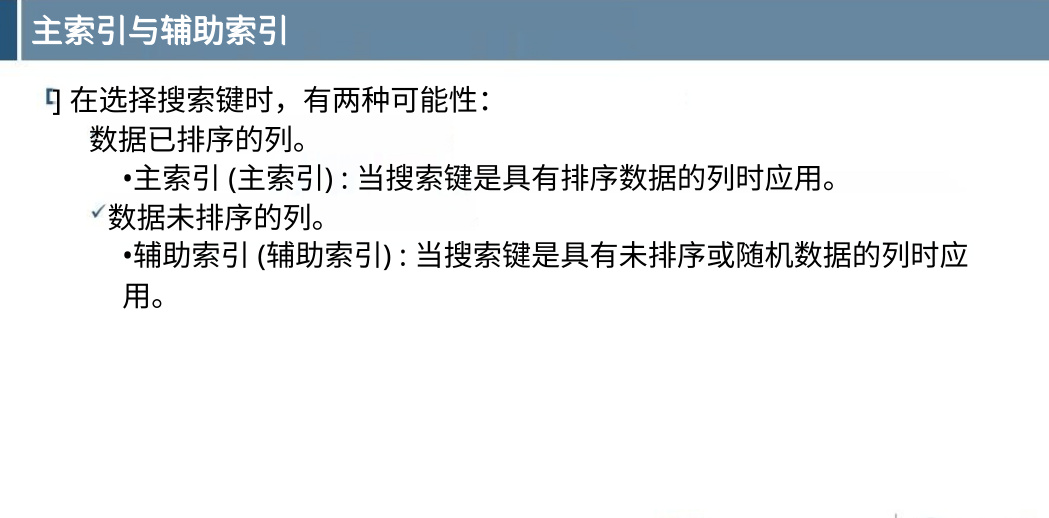 主索引与辅助索引
在选择搜索键时，有两种可能性：
数据已排序的列。
•主索引 (主索引) : 当搜索键是具有排序数据的列时应用。
✓数据未排序的列。
•辅助索引 (辅助索引) : 当搜索键是具有未排序或随机数据的列时应
用。